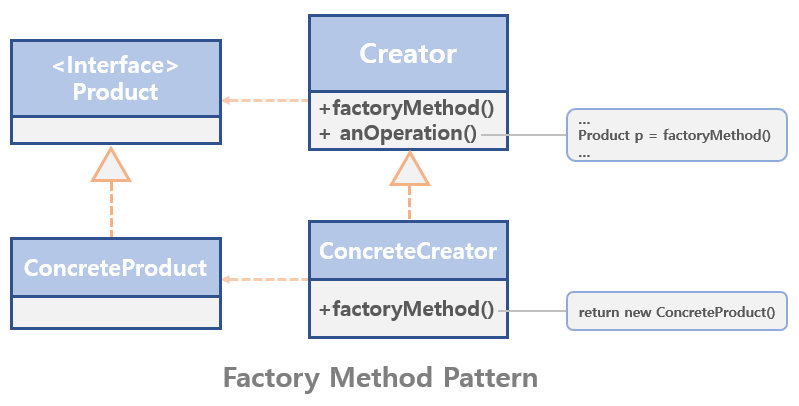 <Interface>
Product
Creator
+factoryMethod()
+ anOperation()
...
Product p = factoryMethod()
...
ConcreteProduct
ConcreteCreator
+factoryMethod()
return new ConcreteProduct()
Factory Method Pattern